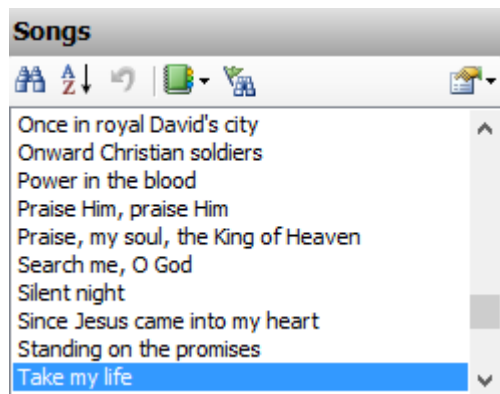 Songs
A
Z
Once in royal David's city
Onward Christian soldiers
Power in the blood
Praise Him, praise Him
Praise, my soul, the King of Heaven
Search me, O God
Silent night
Since Jesus came into my heart
Standing on the promises
Take my life